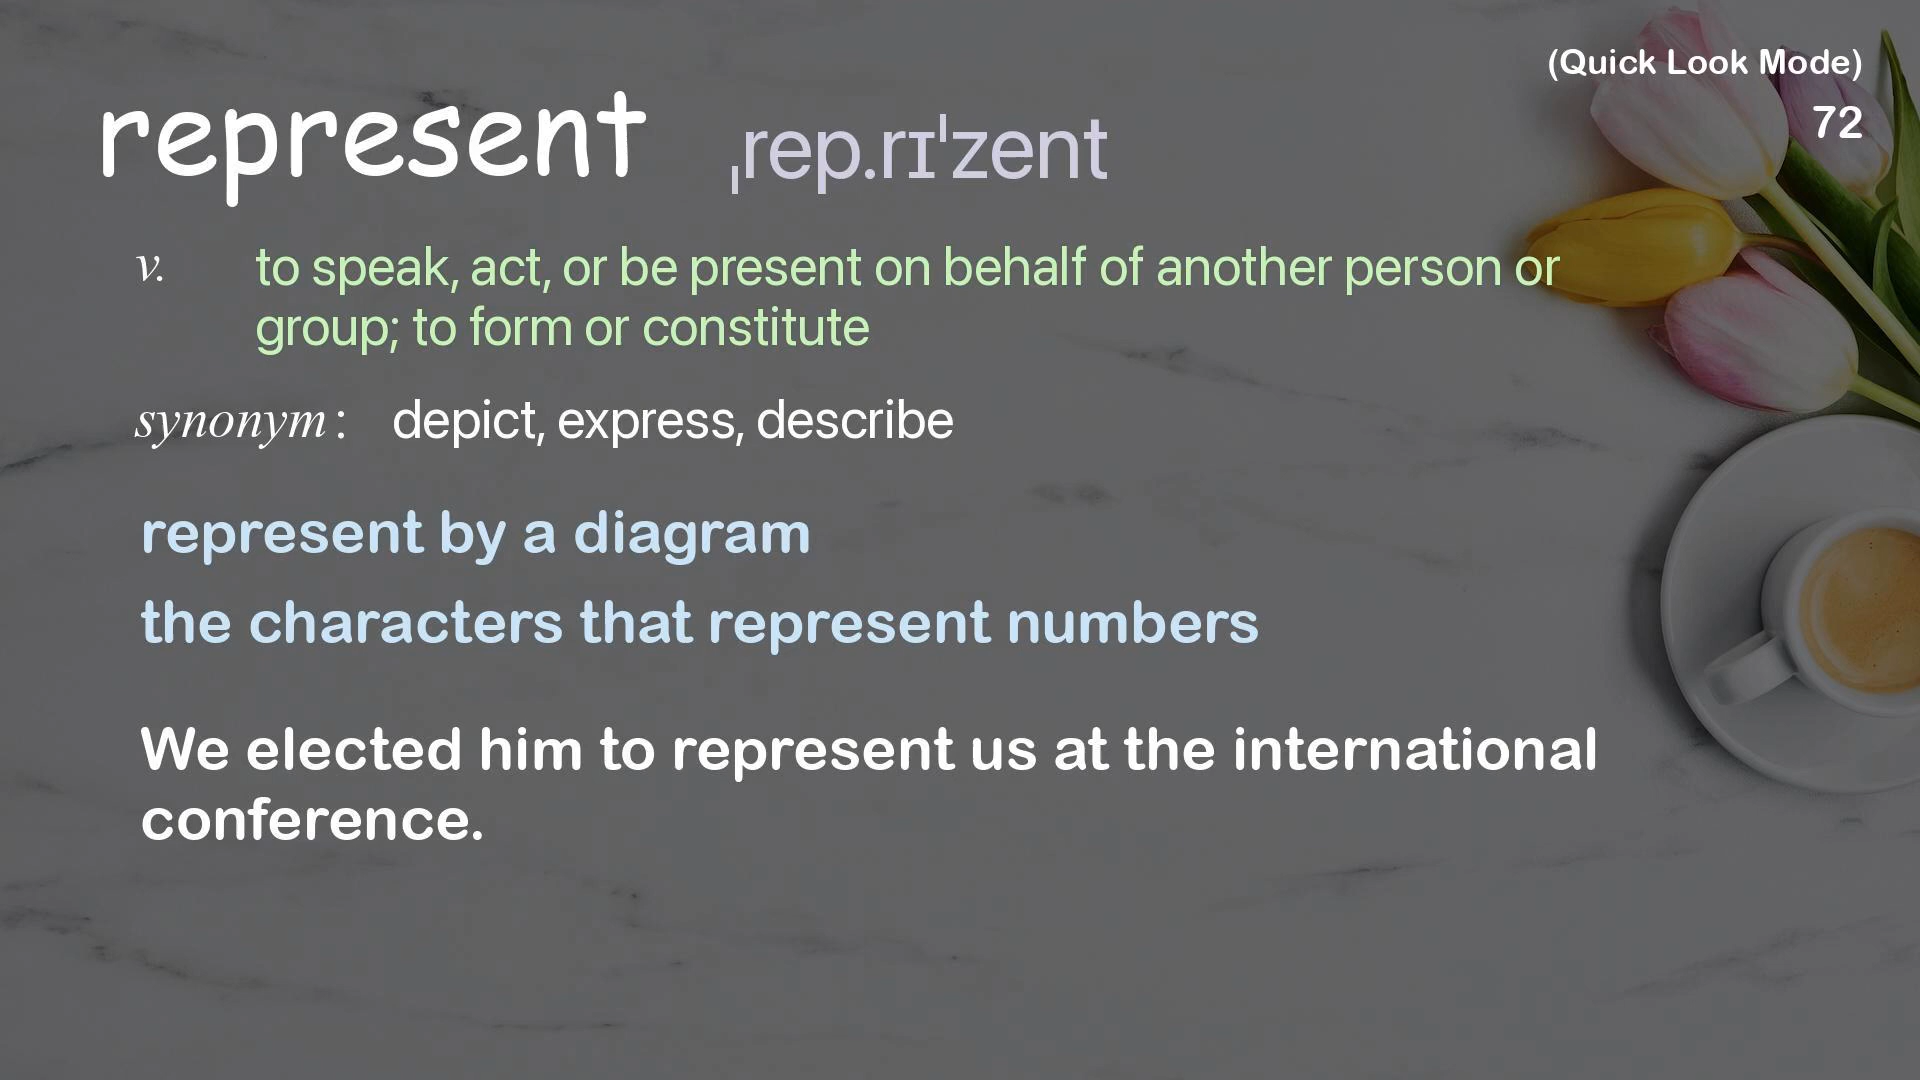 (Quick Look Mode)
72
represent ˌrep.rɪˈzent
v. to speak, act, or be present on behalf of another person or
group; to form or constitute
synonym : depict, express, describe
represent by a diagram
the characters that represent numbers
We elected him to represent us at the international
conference.